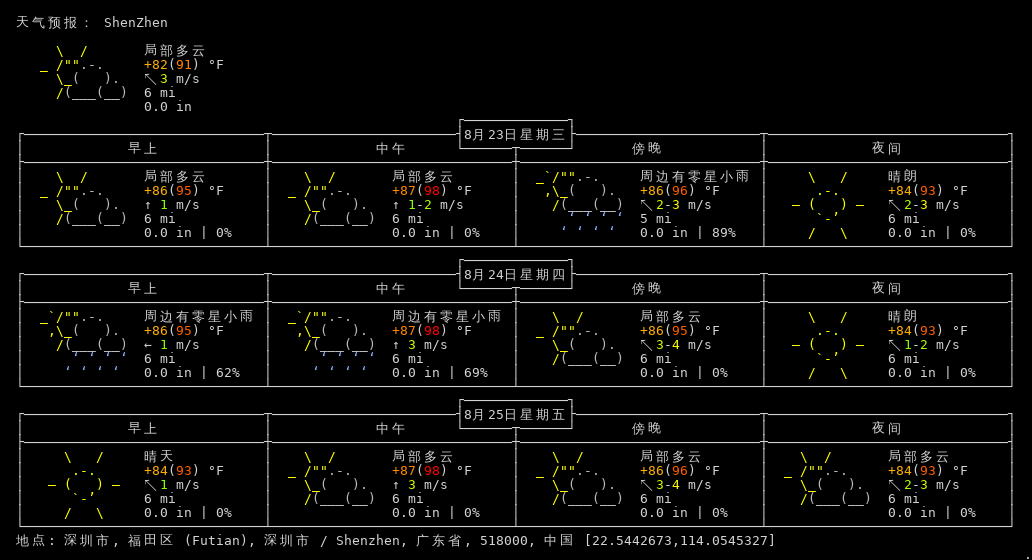 天气预报： ShenZhen
局部多云
+82(91) °F
↖ 3 m/s
6 mi
0.0 in
8月23日星期三
早上 中午 傍晚 夜间
局部多云 局部多云 周边有零星小雨 晴朗
+86(95) °F +87(98) °F +86(96) °F +84(93) °F
↑ 1 m/s ↑ 1-2 m/s ↖ 2-3 m/s ↖ 2-3 m/s
6 mi 6 mi 5 mi 6 mi
0.0 in | 0% 0.0 in | 0% 0.0 in | 89% 0.0 in | 0%
8月24日星期四
早上 中午 傍晚 夜间
周边有零星小雨 周边有零星小雨 局部多云 晴朗
+86(95) °F +87(98) °F +86(95) °F +84(93) °F
← 1 m/s ↑ 3 m/s ↖ 3-4 m/s ↖ 1-2 m/s
6 mi 6 mi 6 mi 6 mi
0.0 in | 62% 0.0 in | 69% 0.0 in | 0% 0.0 in | 0%
8月25日星期五
早上 中午 傍晚 夜间
晴天 局部多云 局部多云 局部多云
+84(93) °F +87(98) °F +86(96) °F +84(93) °F
↖ 1 m/s ↑ 3 m/s ↖ 3-4 m/s ↖ 2-3 m/s
6 mi 6 mi 6 mi 6 mi
0.0 in | 0% 0.0 in | 0% 0.0 in | 0% 0.0 in | 0%
地点: 深圳市, 福田区 (Futian), 深圳市 / Shenzhen, 广东省, 518000, 中国 [22.5442673,114.0545327]